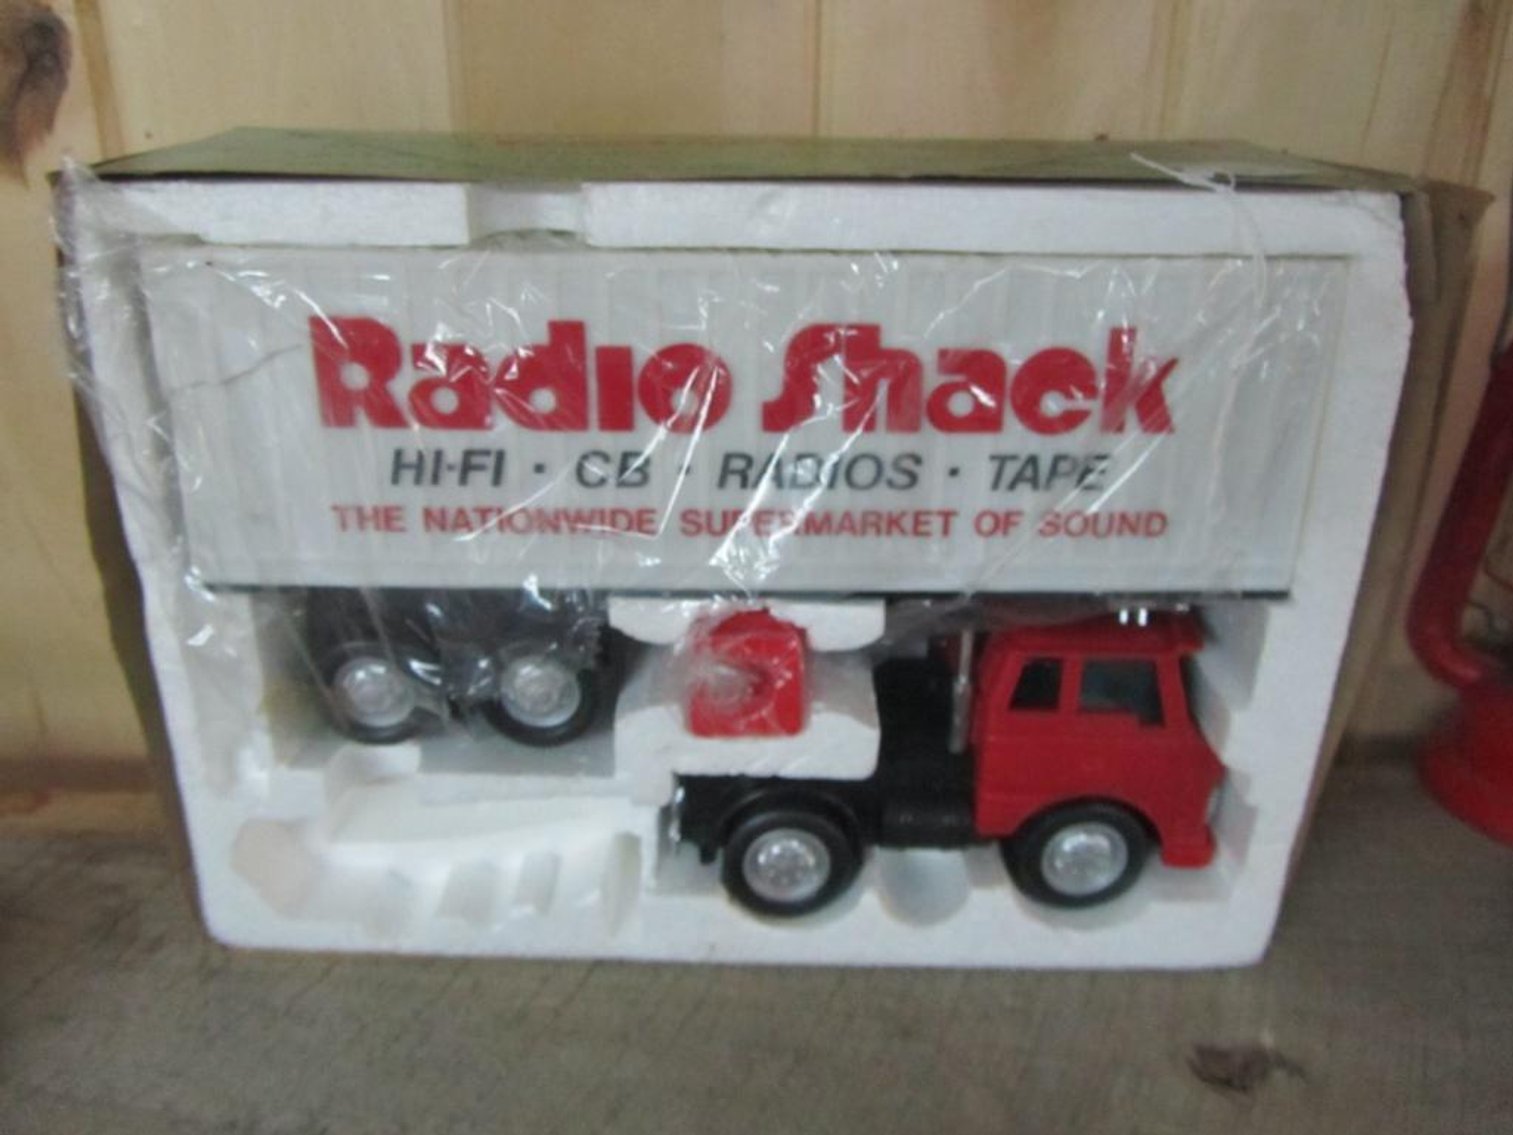 Radio Shack
HI-FI · CB · RADIOS · TAPE
THE NATIONWIDE SUPERMARKET OF SOUND